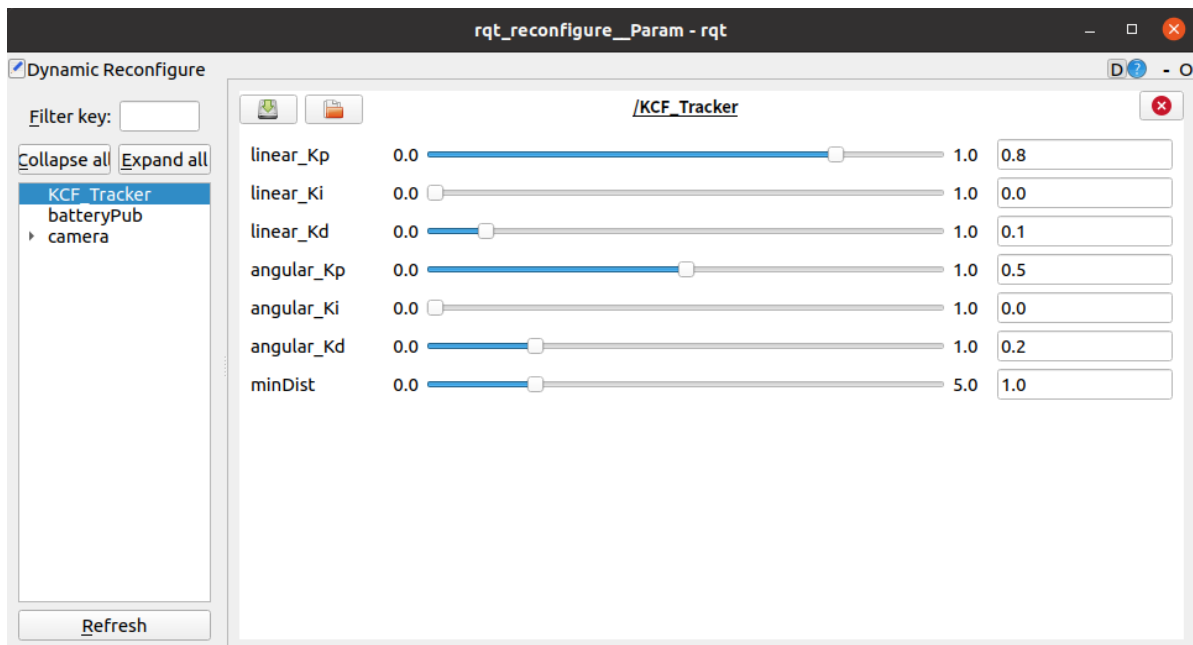 rqt_reconfigure__Param - rqt
Dynamic Reconfigure
D ? - O
Filter key:
Collapse all Expand all
KCF_Tracker
batteryPub
camera
Refresh
/KCF_Tracker
linear_Kp 0.0 1.0 0.8
linear_Ki 0.0 1.0 0.0
linear_Kd 0.0 1.0 0.1
angular_Kp 0.0 1.0 0.5
angular_Ki 0.0 1.0 0.0
angular_Kd 0.0 1.0 0.2
minDist 0.0 5.0 1.0